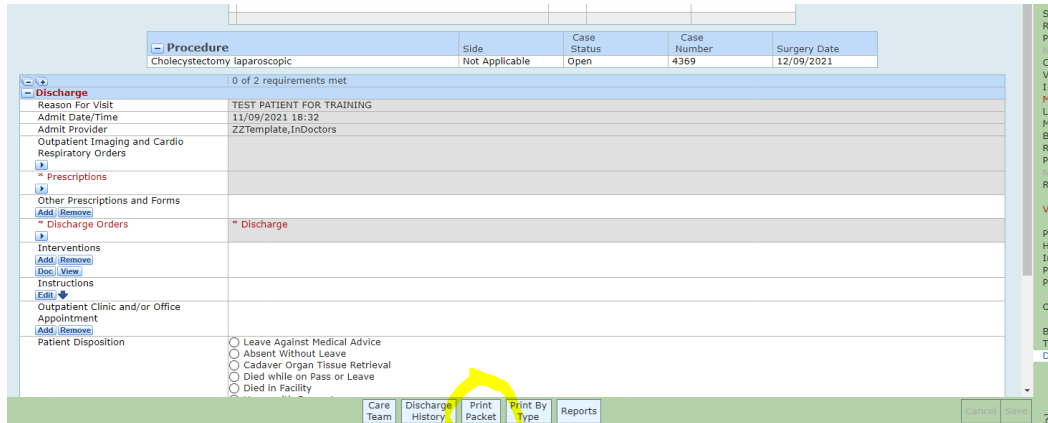 Procedure Side Case Status Case Number Surgery Date
Cholecystectomy laparoscopic Not Applicable Open 4369 12/09/2021
0 of 2 requirements met
Discharge
Reason For Visit TEST PATIENT FOR TRAINING
Admit Date/Time 11/09/2021 18:32
Admit Provider ZZTemplate,InDoctors
Outpatient Imaging and Cardio
Respiratory Orders
* Prescriptions
Other Prescriptions and Forms
Add Remove
* Discharge Orders * Discharge
Interventions
Add Remove
Doc View
Instructions
Edit
Outpatient Clinic and/or Office
Appointment
Add Remove
Patient Disposition Leave Against Medical Advice
Absent Without Leave
Cadaver Organ Tissue Retrieval
Died while on Pass or Leave
Died in Facility
Care Team Discharge History Print Packet Print By Type Reports Cancel Save